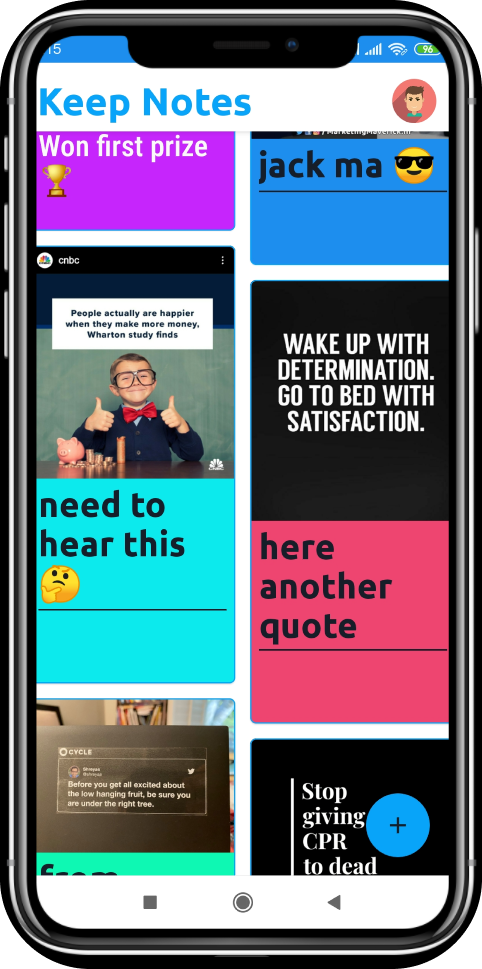 15
96
Keep Notes
Won first prize
/ MarketingMaverick.in
jack ma
cnbc
People actually are happier
when they make more money,
Wharton study finds
CNBC
need to
hear this
WAKE UP WITH
DETERMINATION.
GO TO BED WITH
SATISFACTION.
here
another
quote
CYCLE
Shreyas
@shreyas
Before you get all excited about
the low hanging fruit, be sure you
are under the right tree.
from
Stop
giving
CPR
to dead
+